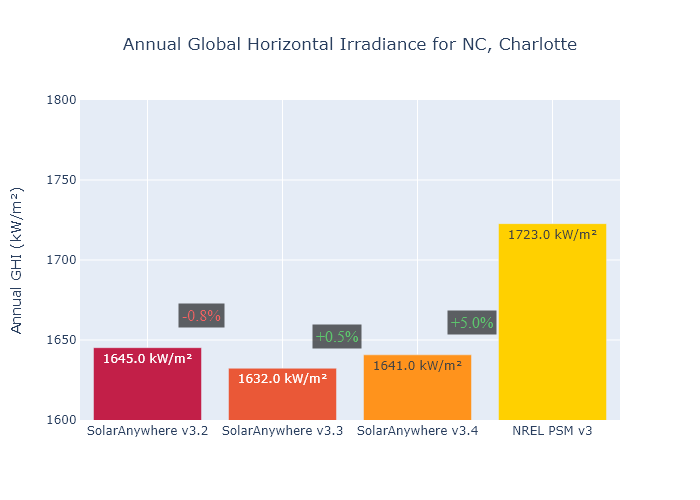 Annual Global Horizontal Irradiance for NC, Charlotte
Annual GHI (kW/m²)
1800
1750
1700
1650
1600
1645.0 kW/m²
1632.0 kW/m²
1641.0 kW/m²
1723.0 kW/m²
-0.8%
+0.5%
+5.0%
SolarAnywhere v3.2
SolarAnywhere v3.3
SolarAnywhere v3.4
NREL PSM v3